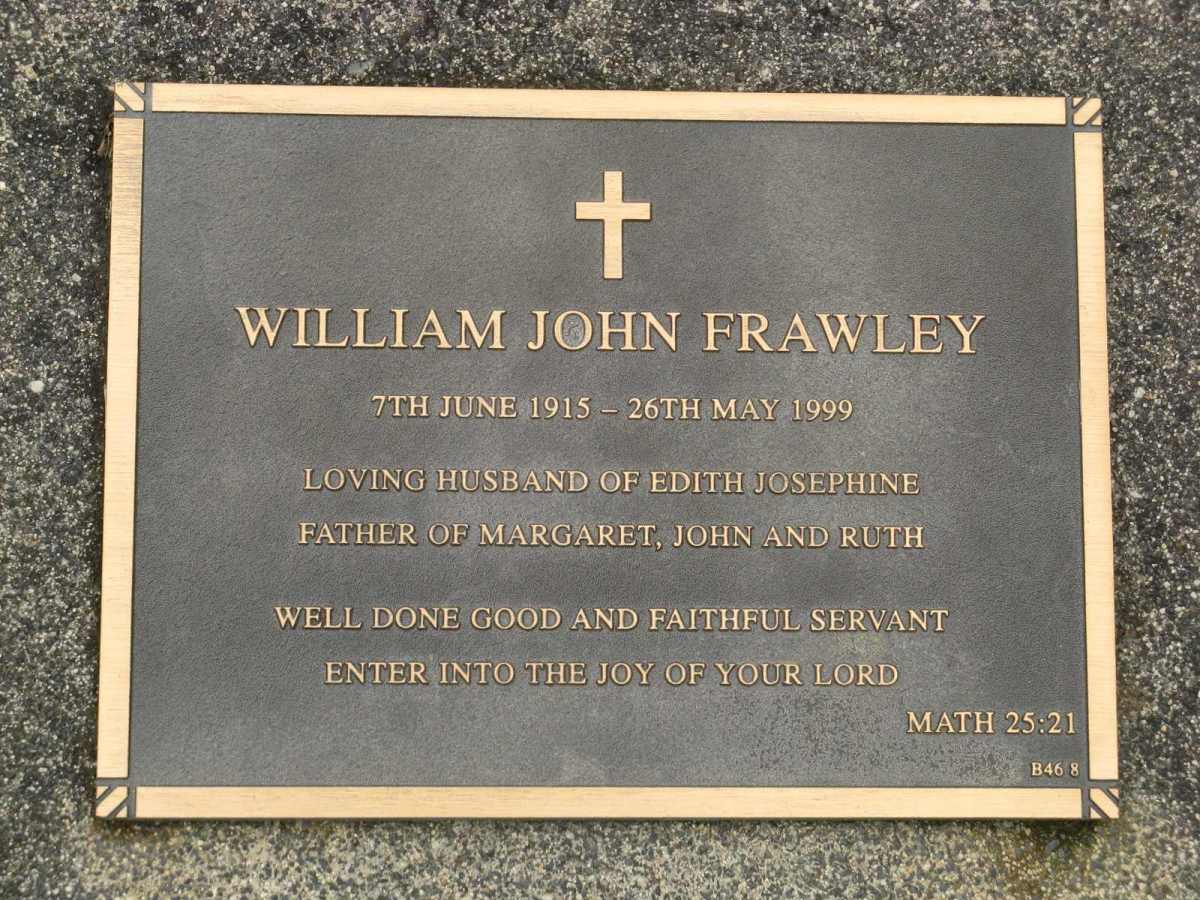 WILLIAM JOHN FRAWLEY
7TH JUNE 1915 – 26TH MAY 1999
LOVING HUSBAND OF EDITH JOSEPHINE
FATHER OF MARGARET, JOHN AND RUTH
WELL DONE GOOD AND FAITHFUL SERVANT
ENTER INTO THE JOY OF YOUR LORD
MATH 25:21
B46 8